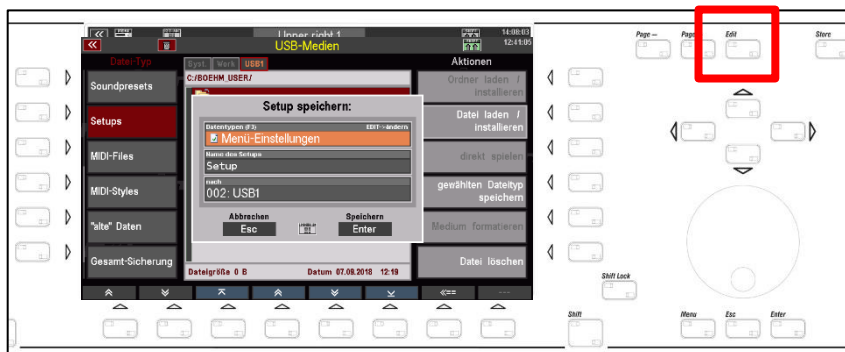 Upper right 1
14:08:03
USB-Medien
12:41:05
Datei-Typ
Syst. Work USB1
Aktionen
C:/BOEHM_USER/
Soundpresets
Setups
MIDI-Files
MIDI-Styles
"alte" Daten
Gesamt-Sicherung
Setup speichern:
Datentypen (F3)
EDIT->ändern
Menü-Einstellungen
Name des Setups
Setup
nach
002: USB1
Abbrechen
Speichern
Esc
Enter
Dateigröße 0 B
Datum 07.09.2018 12:19
Ordner laden /
installieren
Datei laden /
installieren
direkt spielen
gewählten Dateityp
speichern
Medium formatieren
Datei löschen
<==
---
Page –
Page
Edit
Store
Shift Lock
Shift
Menu
Esc
Enter